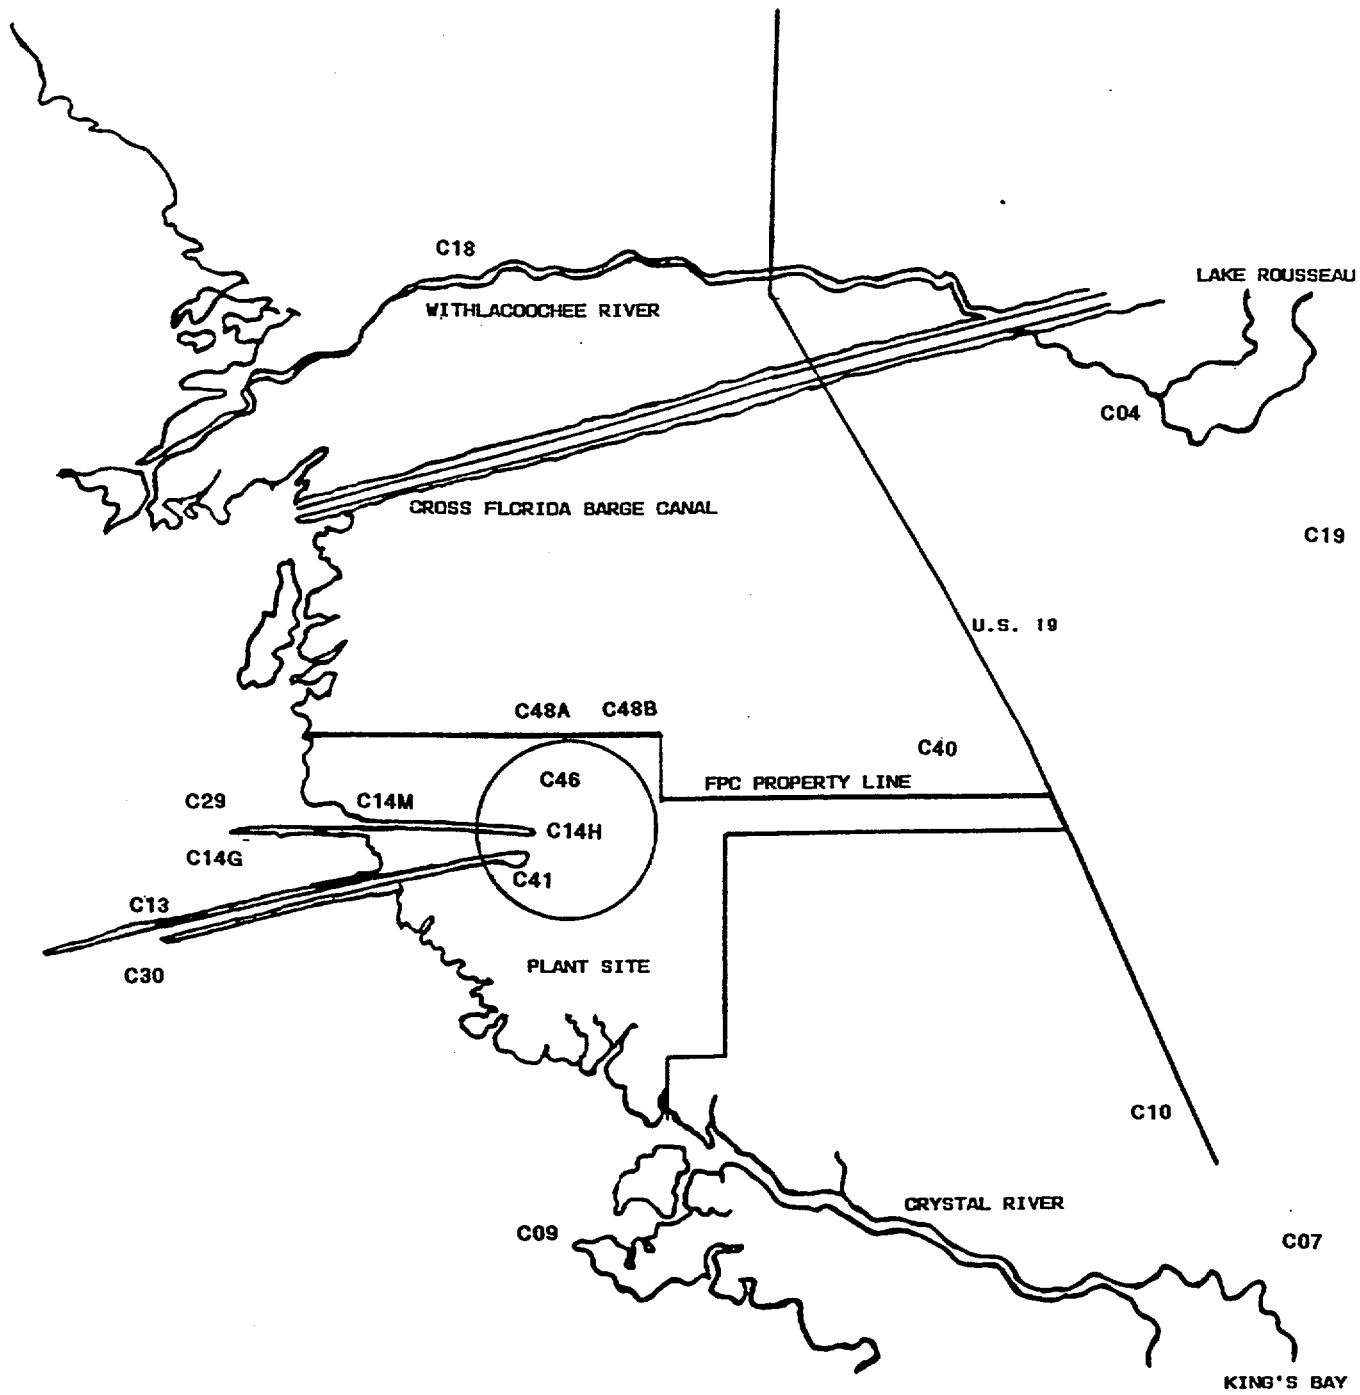 C18
LAKE ROUSSEAU
WITHLACOOCHEE RIVER
C04
CROSS FLORIDA BARGE CANAL
C19
U.S. 19
C48A C48B
C40
C46
FPC PROPERTY LINE
C29
C14M
C14H
C14G
C41
C13
PLANT SITE
C30
C10
CRYSTAL RIVER
C09
C07
KING'S BAY